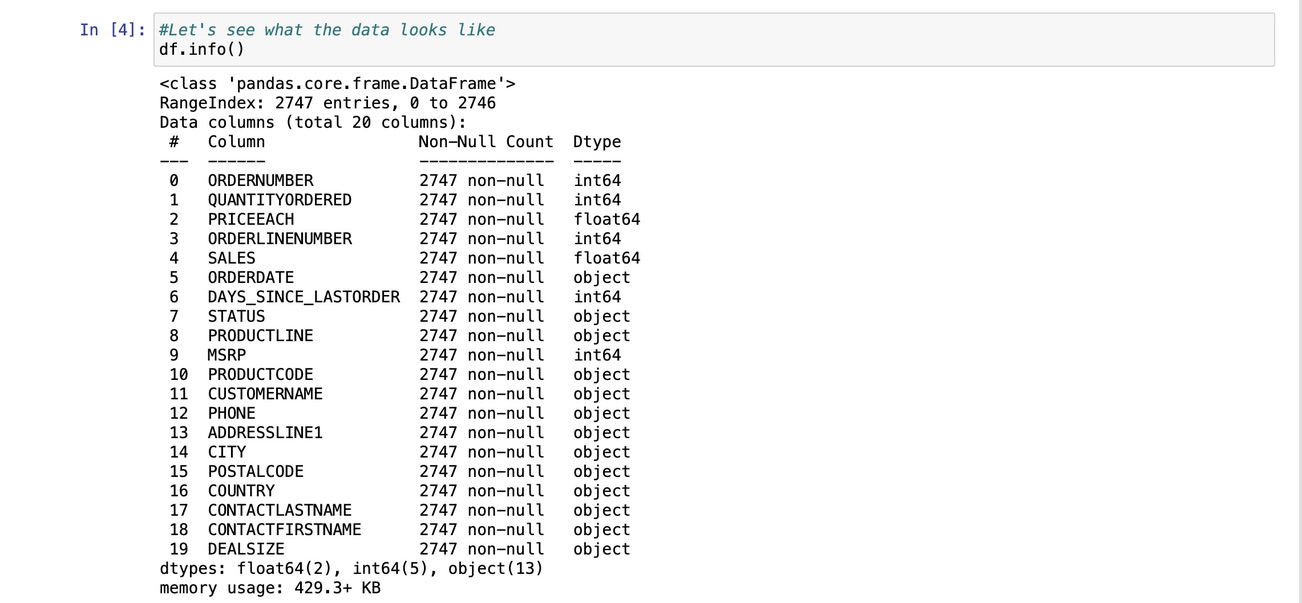 In [4]: #Let's see what the data looks like
df.info()
<class 'pandas.core.frame.DataFrame'>
RangeIndex: 2747 entries, 0 to 2746
Data columns (total 20 columns):
 #   Column                Non-Null Count  Dtype
---  ------                --------------  -----
 0   ORDERNUMBER           2747 non-null   int64
 1   QUANTITYORDERED       2747 non-null   int64
 2   PRICEEACH             2747 non-null   float64
 3   ORDERLINENUMBER       2747 non-null   int64
 4   SALES                 2747 non-null   float64
 5   ORDERDATE             2747 non-null   object
 6   DAYS_SINCE_LASTORDER  2747 non-null   int64
 7   STATUS                2747 non-null   object
 8   PRODUCTLINE           2747 non-null   object
 9   MSRP                  2747 non-null   int64
 10  PRODUCTCODE           2747 non-null   object
 11  CUSTOMERNAME          2747 non-null   object
 12  PHONE                 2747 non-null   object
 13  ADDRESSLINE1          2747 non-null   object
 14  CITY                  2747 non-null   object
 15  POSTALCODE            2747 non-null   object
 16  COUNTRY               2747 non-null   object
 17  CONTACTLASTNAME       2747 non-null   object
 18  CONTACTFIRSTNAME      2747 non-null   object
 19  DEALSIZE              2747 non-null   object
dtypes: float64(2), int64(5), object(13)
memory usage: 429.3+ KB